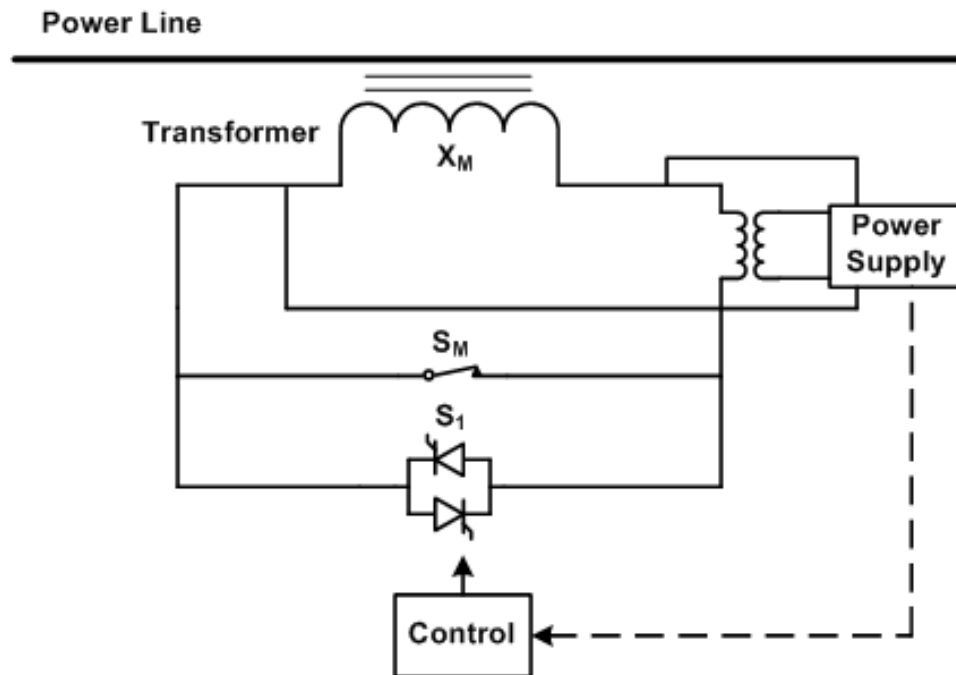 Power Line
Transformer
X_M
Power
Supply
S_M
S_1
Control